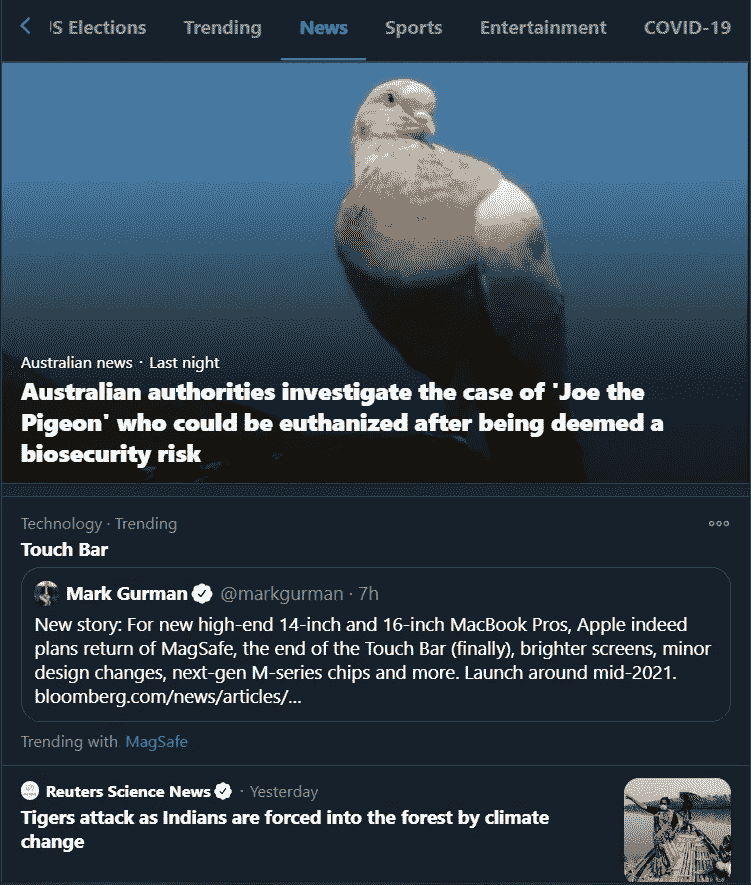 US Elections Trending News Sports Entertainment COVID-19
Australian news · Last night
Australian authorities investigate the case of 'Joe the
Pigeon' who could be euthanized after being deemed a
biosecurity risk
Technology · Trending
Touch Bar
Mark Gurman @markgurman · 7h
New story: For new high-end 14-inch and 16-inch MacBook Pros, Apple indeed
plans return of MagSafe, the end of the Touch Bar (finally), brighter screens, minor
design changes, next-gen M-series chips and more. Launch around mid-2021.
bloomberg.com/news/articles/...
Trending with MagSafe
Reuters Science News · Yesterday
Tigers attack as Indians are forced into the forest by climate
change